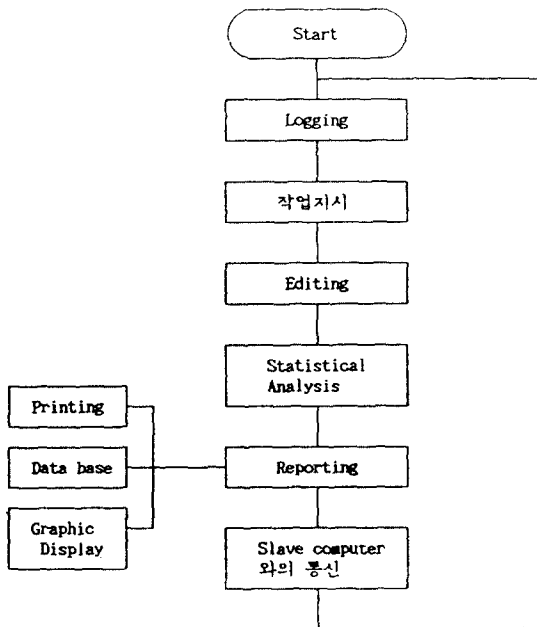 Start
Logging
작업지시
Editing
Statistical
Analysis
Printing
Data base
Reporting
Graphic
Display
Slave computer
와의 통신